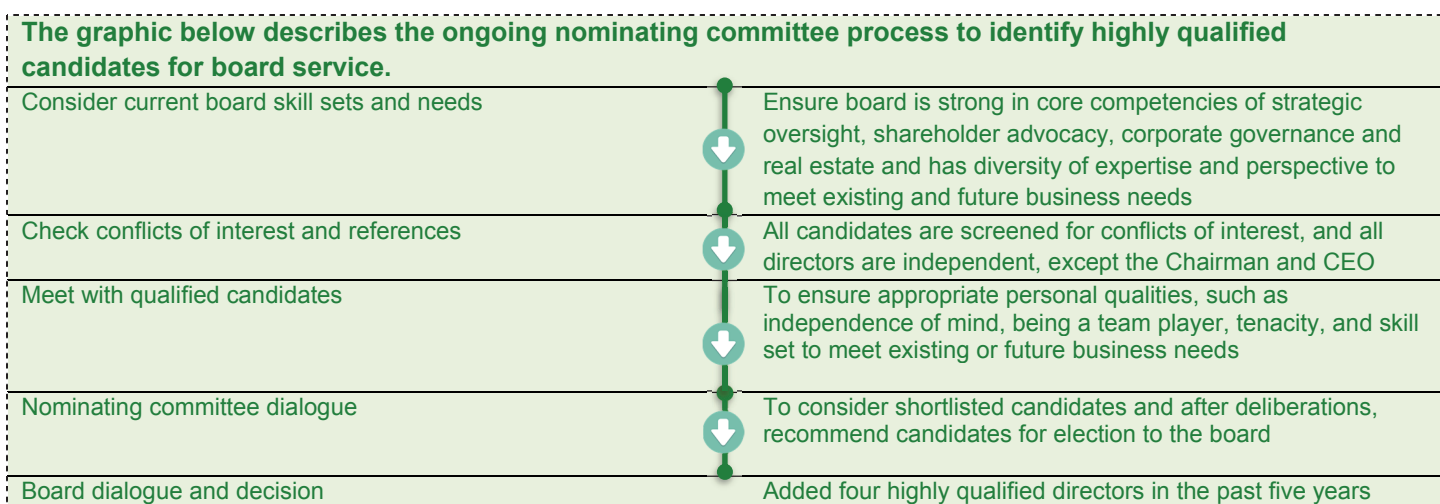 The graphic below describes the ongoing nominating committee process to identify highly qualified
candidates for board service.
Consider current board skill sets and needs
Ensure board is strong in core competencies of strategic
oversight, shareholder advocacy, corporate governance and
real estate and has diversity of expertise and perspective to
meet existing and future business needs
Check conflicts of interest and references
All candidates are screened for conflicts of interest, and all
directors are independent, except the Chairman and CEO
Meet with qualified candidates
To ensure appropriate personal qualities, such as
independence of mind, being a team player, tenacity, and skill
set to meet existing or future business needs
Nominating committee dialogue
To consider shortlisted candidates and after deliberations,
recommend candidates for election to the board
Board dialogue and decision
Added four highly qualified directors in the past five years